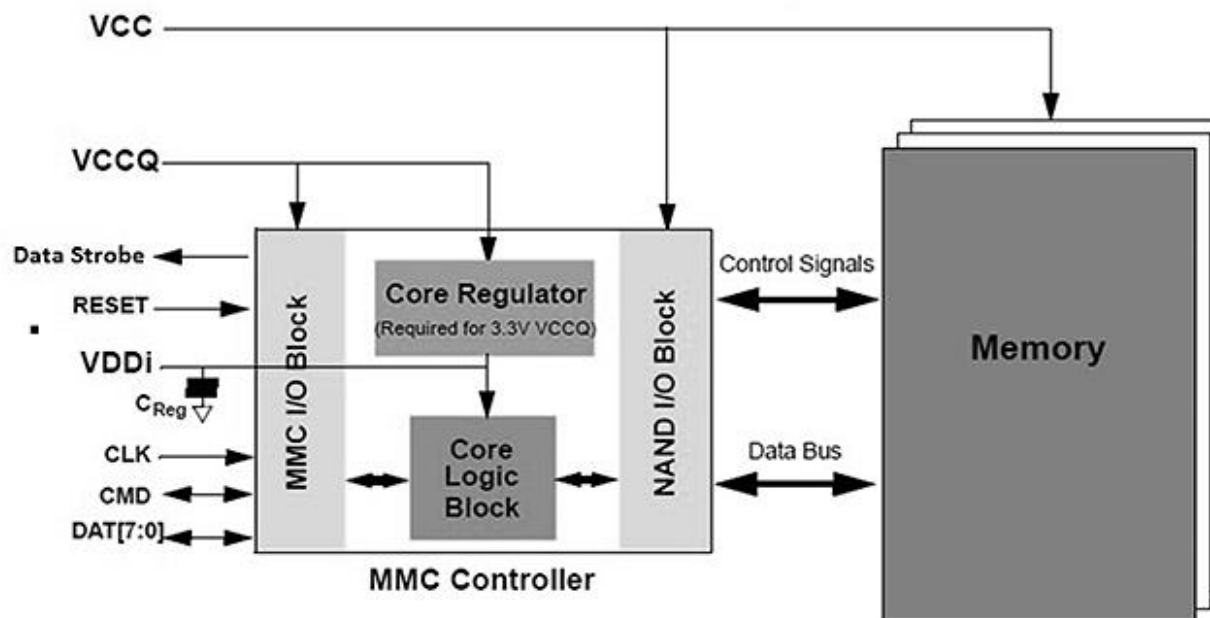 VCC
VCCQ
Data Strobe
RESET
VDDi
CReg
CLK
CMD
DAT[7:0]
MMC I/O Block
Core Regulator
(Required for 3.3V VCCQ)
Core
Logic
Block
NAND I/O Block
MMC Controller
Control Signals
Data Bus
Memory